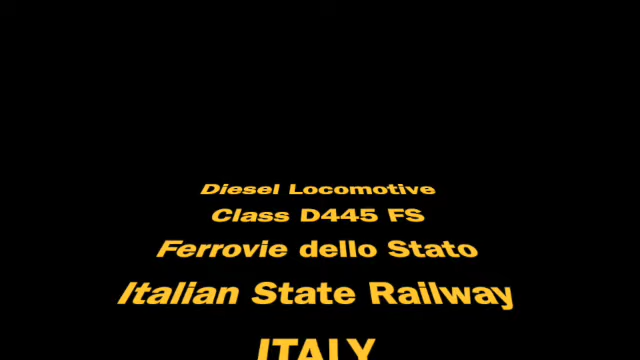 Diesel Locomotive
Class D445 FS
Ferrovie dello Stato
Italian State Railway
ITALY